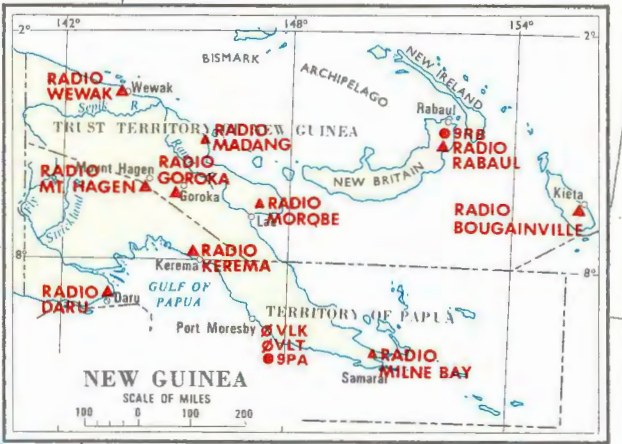 142°
148°
154°
2°
2°
BISMARK
ARCHIPELAGO
NEW IRELAND
RADIO
WEWAK
Wewak
Sepik R.
Rabaul
9RB
RADIO
RABAUL
TRUST TERRITORY OF NEW GUINEA
RADIO
MADANG
Ramu
RADIO
MT. HAGEN
Mount Hagen
RADIO
GOROKA
Goroka
NEW BRITAIN
Kieta
RADIO
BOUGAINVILLE
Fly
Strickland
RADIO
MOROBE
Lae
8°
8°
RADIO
KEREMA
Kerema
GULF OF
PAPUA
RADIO
DARU
Daru
TERRITORY OF PAPUA
Port Moresby
VLK
VLT
9PA
RADIO
MILNE BAY
Samarai
NEW GUINEA
SCALE OF MILES
100 0 100 200